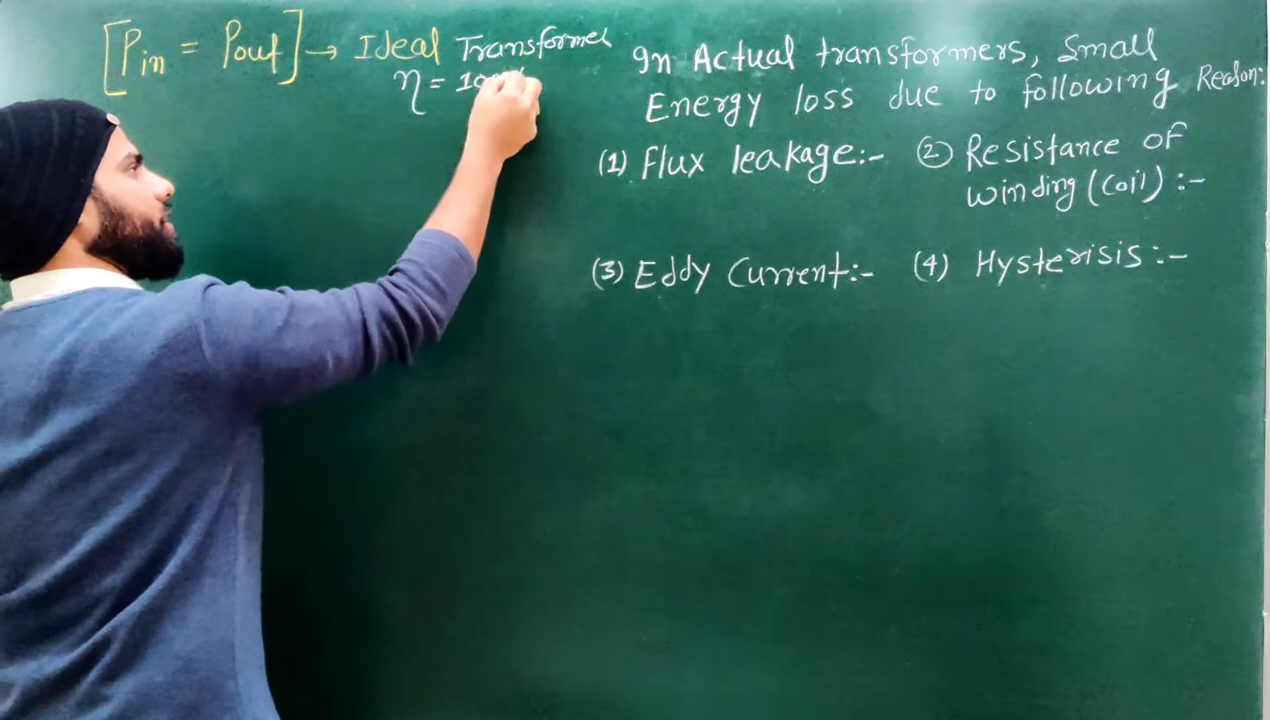 [Pin = Pout] → Ideal Transformer
η = 10
In Actual transformers, Small
Energy loss due to following Reason:
(1) Flux leakage:- ② Resistance of
winding (Coil) :-
(3) Eddy Current:- (4) Hysterisis:-